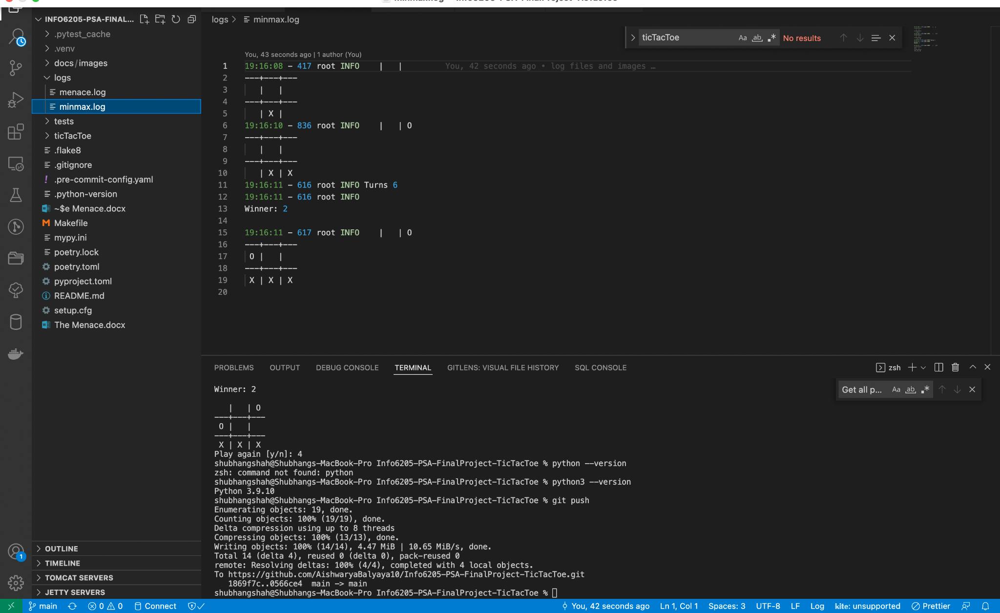 INFO6205-PSA-FINAL...
.pytest_cache
.venv
docs/images
logs
menace.log
minmax.log
tests
ticTacToe
.flake8
.gitignore
! .pre-commit-config.yaml
.python-version
~$e Menace.docx
Makefile
mypy.ini
poetry.lock
poetry.toml
pyproject.toml
README.md
setup.cfg
The Menace.docx
OUTLINE
TIMELINE
TOMCAT SERVERS
JETTY SERVERS
logs > minmax.log
ticTacToe Aa ab .* No results
You, 43 seconds ago | 1 author (You)
1 19:16:08 – 417 root INFO    |   | You, 42 seconds ago • log files and images …
2 ---+---+---
3    |   |
4 ---+---+---
5    | X |
6 19:16:10 – 836 root INFO    |   | O
7 ---+---+---
8    |   |
9 ---+---+---
10    | X | X
11 19:16:11 – 616 root INFO Turns 6
12 19:16:11 – 616 root INFO
13 Winner: 2
14
15 19:16:11 – 617 root INFO    |   | O
16 ---+---+---
17  O |   |
18 ---+---+---
19  X | X | X
20
PROBLEMS OUTPUT DEBUG CONSOLE TERMINAL GITLENS: VISUAL FILE HISTORY SQL CONSOLE zsh
Get all p... Aa ab .*
Winner: 2
   |   | O
---+---+---
 O |   |
---+---+---
 X | X | X
Play again [y/n]: 4
shubhangshah@Shubhangs-MacBook-Pro Info6205-PSA-FinalProject-TicTacToe % python --version
zsh: command not found: python
shubhangshah@Shubhangs-MacBook-Pro Info6205-PSA-FinalProject-TicTacToe % python3 --version
Python 3.9.10
shubhangshah@Shubhangs-MacBook-Pro Info6205-PSA-FinalProject-TicTacToe % git push
Enumerating objects: 19, done.
Counting objects: 100% (19/19), done.
Delta compression using up to 8 threads
Compressing objects: 100% (13/13), done.
Writing objects: 100% (14/14), 4.47 MiB | 10.65 MiB/s, done.
Total 14 (delta 4), reused 0 (delta 0), pack-reused 0
remote: Resolving deltas: 100% (4/4), completed with 4 local objects.
To https://github.com/AishwaryaBalyaya10/Info6205-PSA-FinalProject-TicTacToe.git
   1869f7c..0566ce4  main -> main
shubhangshah@Shubhangs-MacBook-Pro Info6205-PSA-FinalProject-TicTacToe %
1
main 0 0 Connect You, 42 seconds ago Ln 1, Col 1 Spaces: 3 UTF-8 LF Log kite: unsupported Prettier